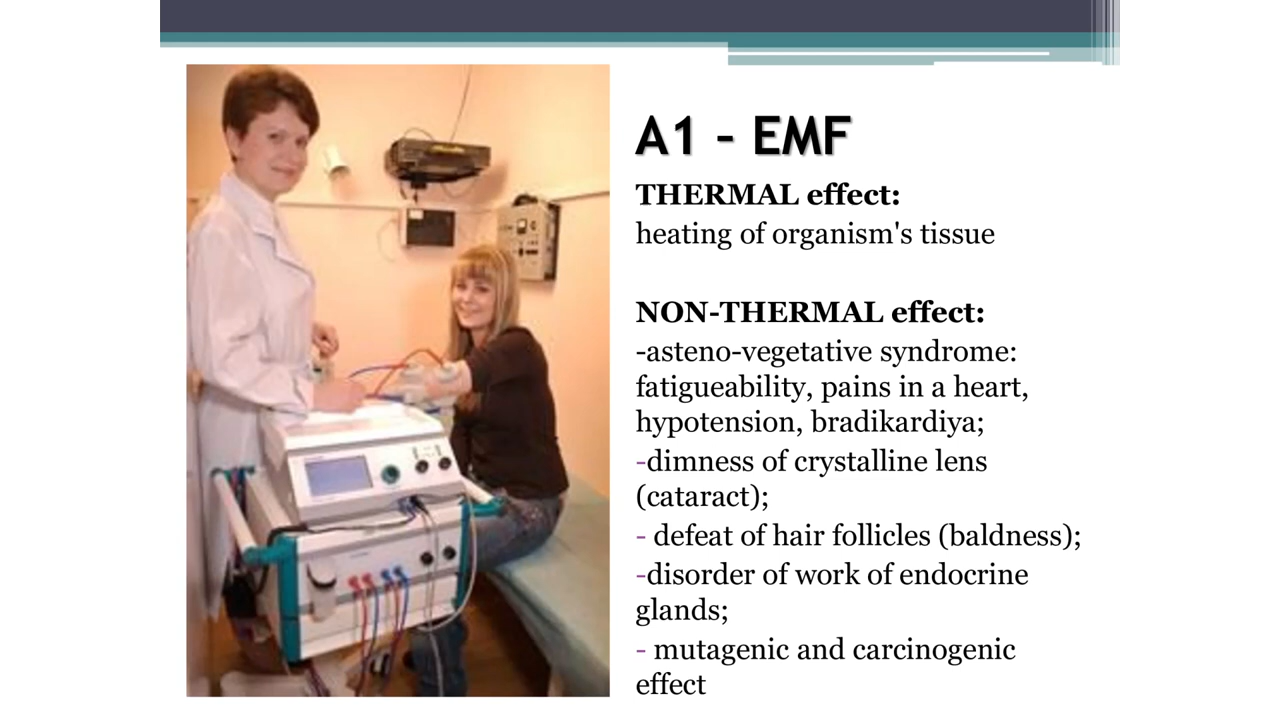 A1 – EMF
THERMAL effect:
heating of organism's tissue
NON-THERMAL effect:
-asteno-vegetative syndrome:
fatigueability, pains in a heart,
hypotension, bradikardiya;
-dimness of crystalline lens
(cataract);
- defeat of hair follicles (baldness);
-disorder of work of endocrine
glands;
- mutagenic and carcinogenic
effect